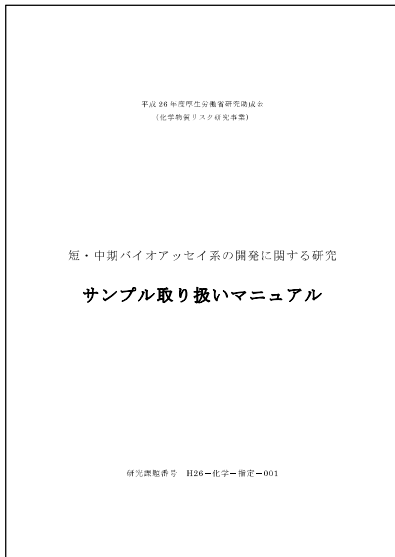 平成26年度厚生労働省研究助成金
(化学物質リスク研究事業)
短・中期バイオアッセイ系の開発に関する研究
サンプル取り扱いマニュアル
研究課題番号 H26－化学－指定－001